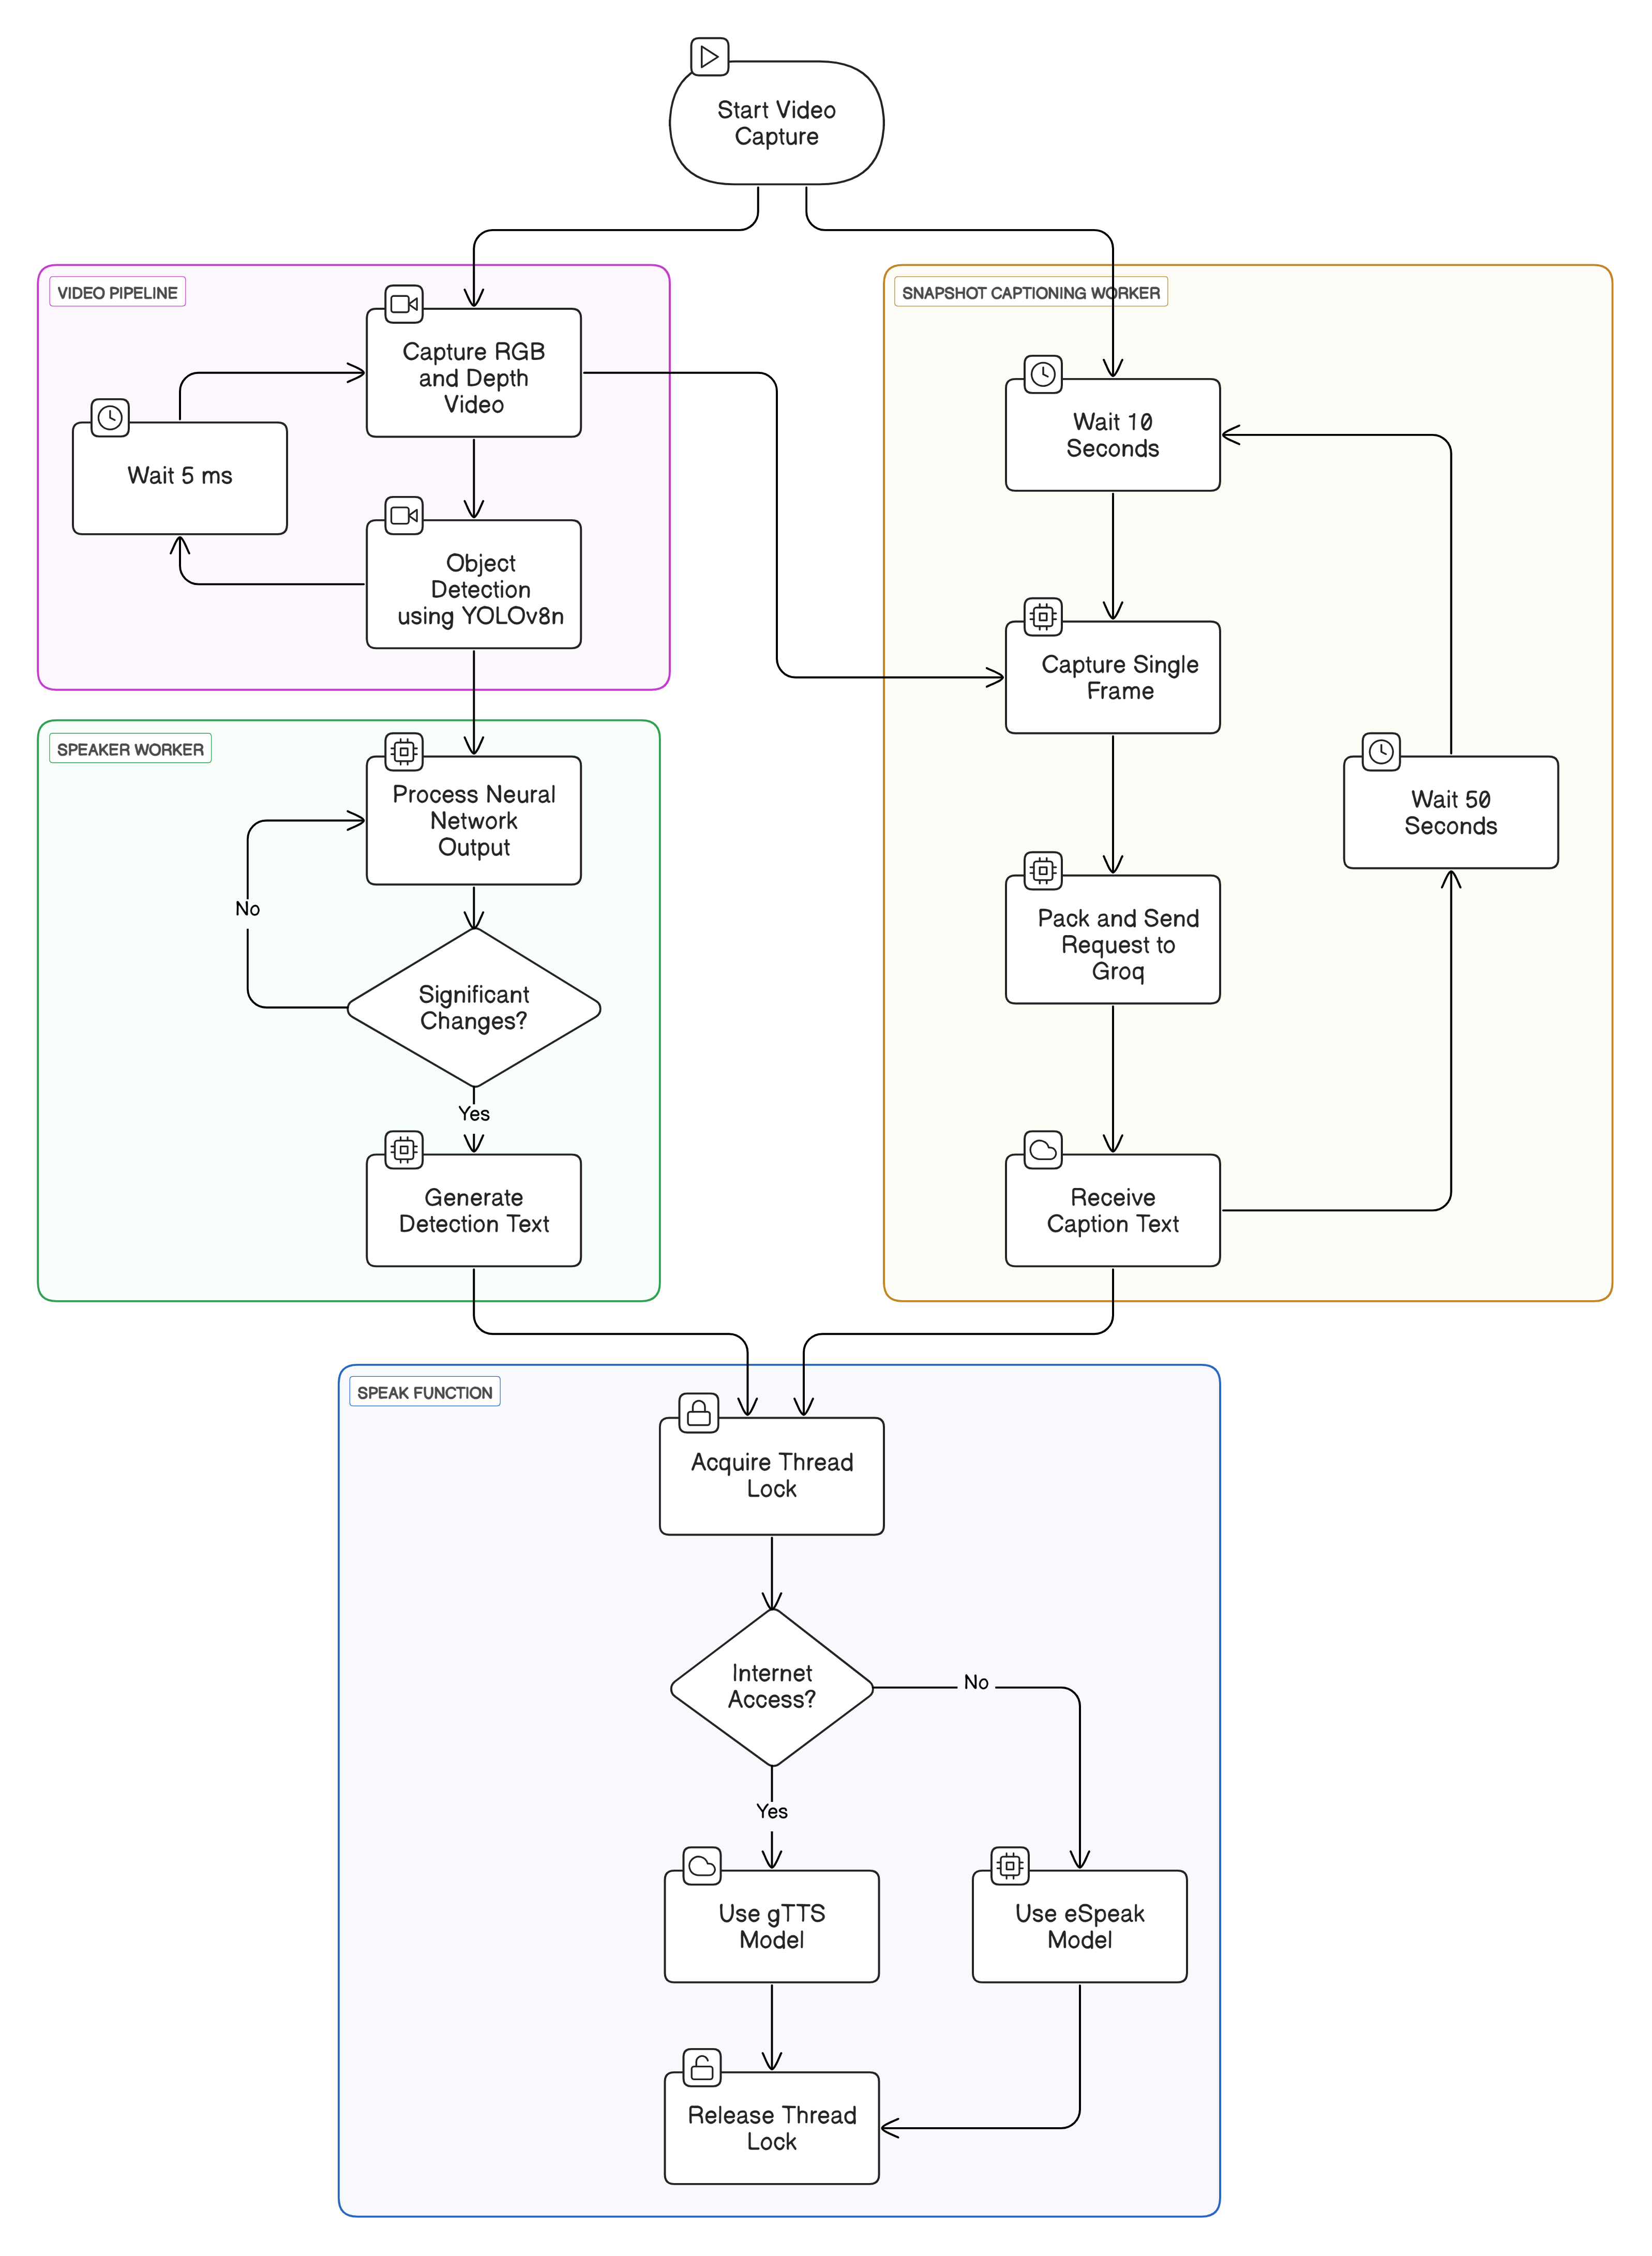 Start Video
Capture
VIDEO PIPELINE
Capture RGB
and Depth
Video
Wait 5 ms
Object
Detection
using YOLOv8n
SPEAKER WORKER
Process Neural
Network
Output
No
Significant
Changes?
Yes
Generate
Detection Text
SNAPSHOT CAPTIONING WORKER
Wait 10
Seconds
Capture Single
Frame
Wait 50
Seconds
Pack and Send
Request to
Groq
Receive
Caption Text
SPEAK FUNCTION
Acquire Thread
Lock
Internet
Access?
No
Yes
Use gTTS
Model
Use eSpeak
Model
Release Thread
Lock